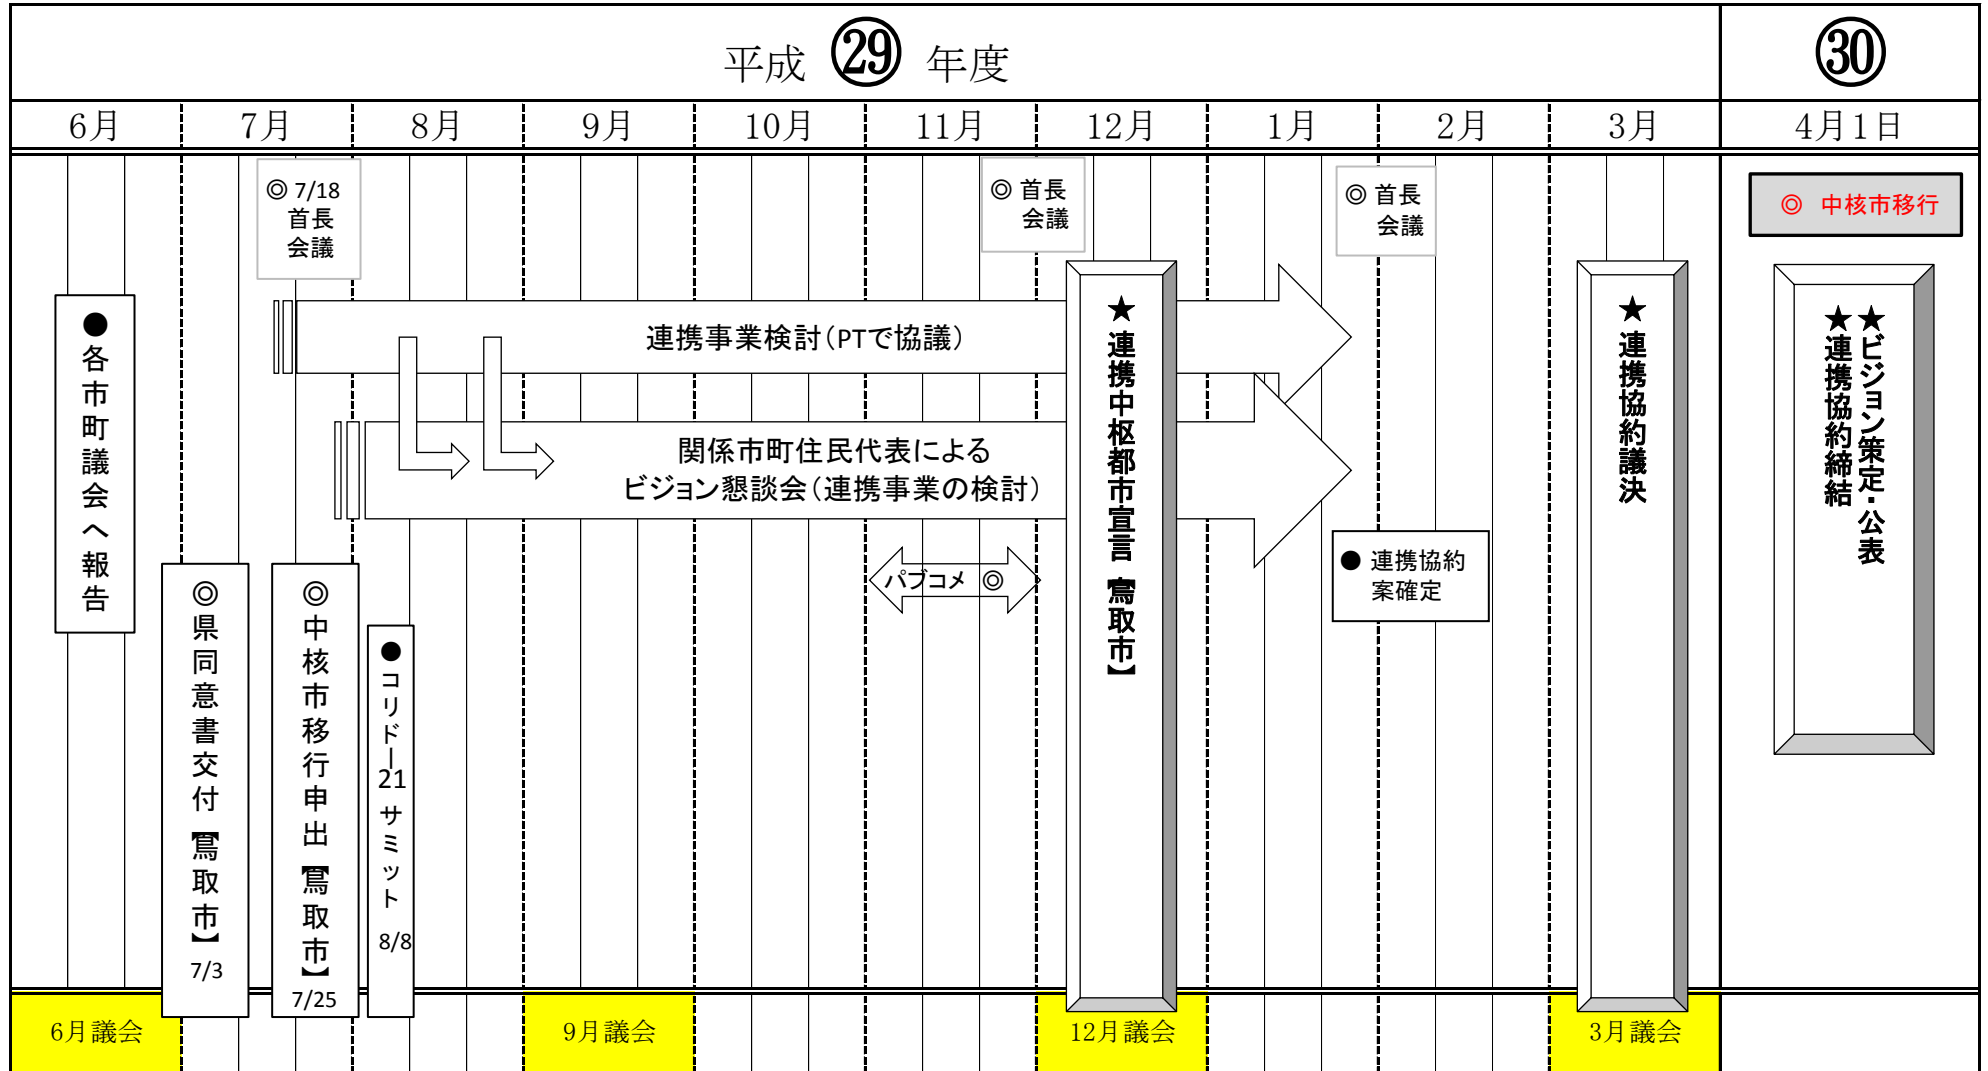 平成 ㉙ 年度
㉚
6月
7月
8月
9月
10月
11月
12月
1月
2月
3月
4月1日
◎ 7/18
首長
会議
◎ 首長
会議
◎ 首長
会議
◎ 中核市移行
●各市町議会へ報告
連携事業検討（PTで協議）
関係市町住民代表による
ビジョン懇談会（連携事業の検討）
パブコメ ◎
★連携中枢都市宣言【鳥取市】
● 連携協約
案確定
★連携協約議決
★ビジョン策定・公表
★連携協約締結
◎県同意書交付【鳥取市】
7/3
◎中核市移行申出【鳥取市】
7/25
●コリドー21サミット 8/8
6月議会
9月議会
12月議会
3月議会